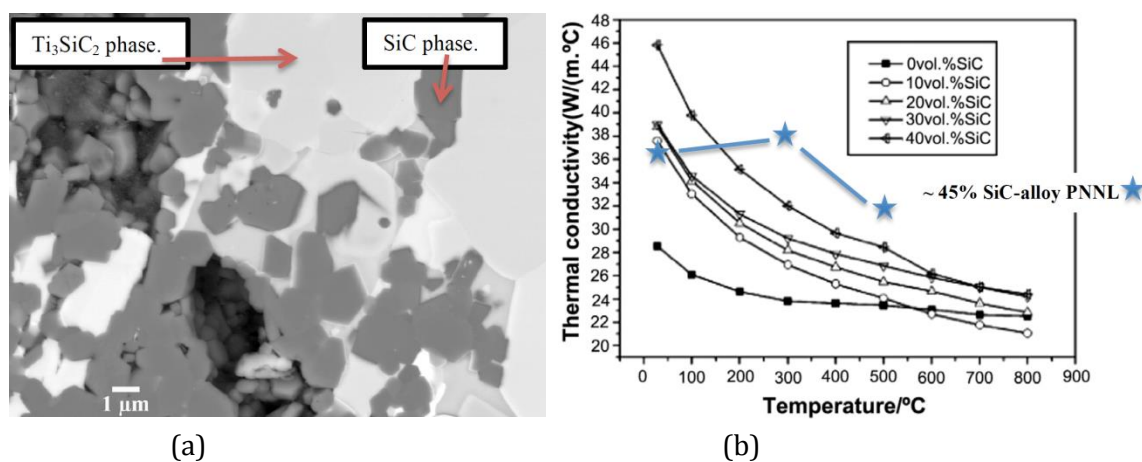 Ti₃SiC₂ phase.
SiC phase.
1 µm
(a)
Thermal conductivity(W/(m.ºC)
48
46
44
42
40
38
36
34
32
30
28
26
24
22
20
0vol.%SiC
10vol.%SiC
20vol.%SiC
30vol.%SiC
40vol.%SiC
~ 45% SiC-alloy PNNL
0 100 200 300 400 500 600 700 800 900
Temperature/ºC
(b)